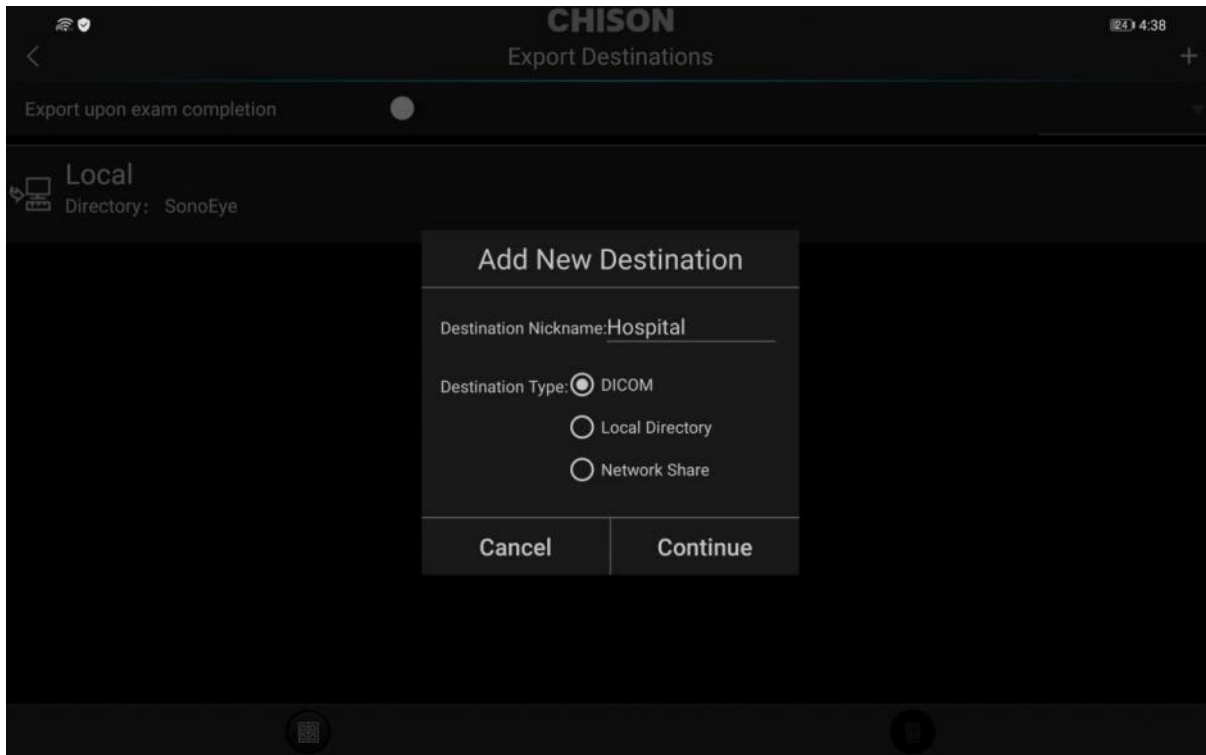 CHISON
24 4:38
Export Destinations
+
Export upon exam completion
Local
Directory: SonoEye
Add New Destination
Destination Nickname:Hospital
Destination Type: DICOM
Local Directory
Network Share
Cancel Continue